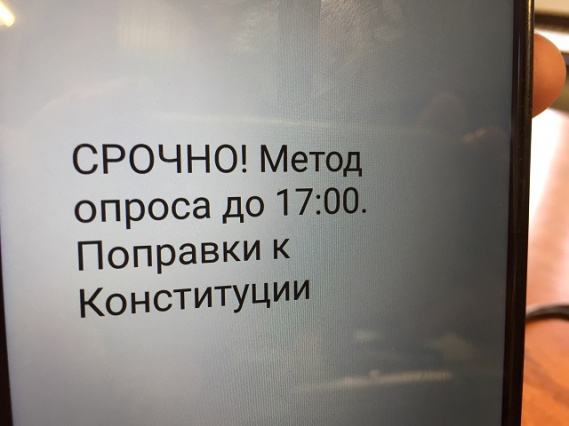 СРОЧНО! Метод
опроса до 17:00.
Поправки к
Конституции